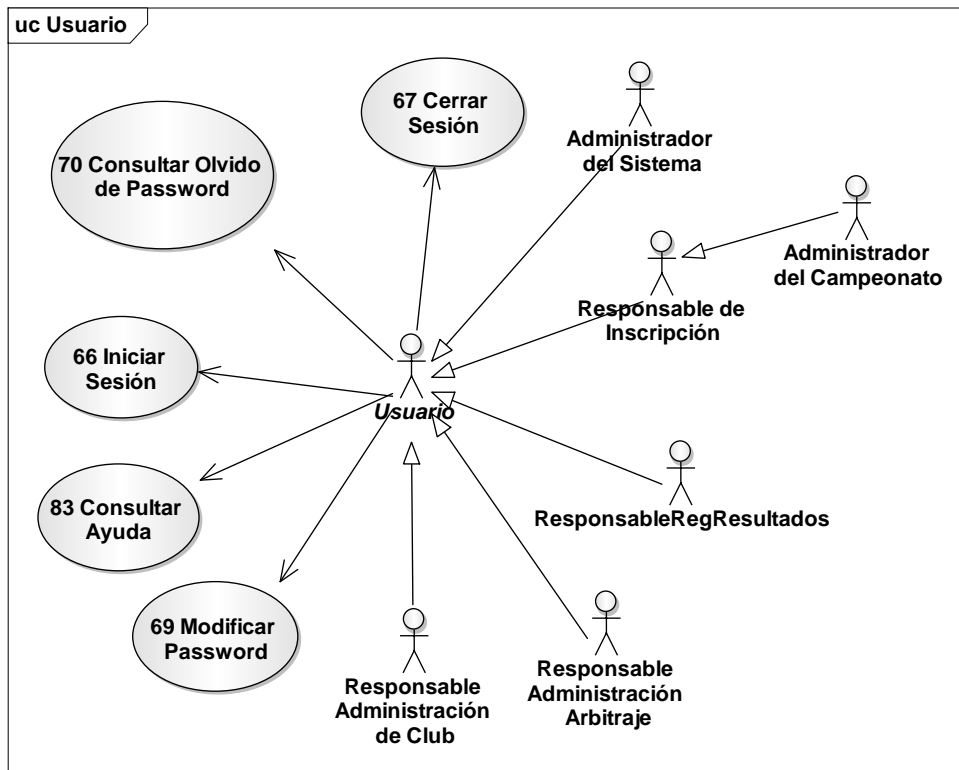 uc Usuario
67 Cerrar
Sesión
Administrador
del Sistema
70 Consultar Olvido
de Password
Administrador
del Campeonato
Responsable de
Inscripción
66 Iniciar
Sesión
Usuario
83 Consultar
Ayuda
ResponsableRegResultados
69 Modificar
Password
Responsable
Administración
de Club
Responsable
Administración
Arbitraje